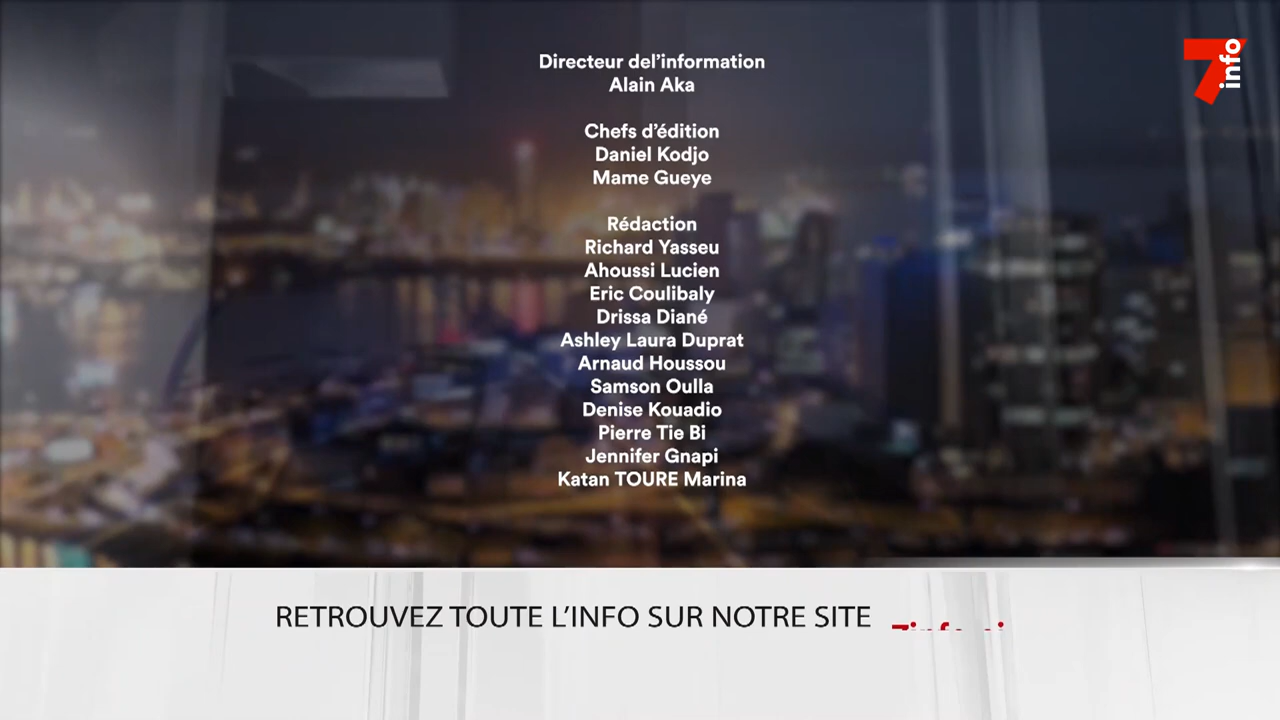 Directeur del’information
Alain Aka
Chefs d’édition
Daniel Kodjo
Mame Gueye
Rédaction
Richard Yasseu
Ahoussi Lucien
Eric Coulibaly
Drissa Diané
Ashley Laura Duprat
Arnaud Houssou
Samson Oulla
Denise Kouadio
Pierre Tie Bi
Jennifer Gnapi
Katan TOURE Marina
7info
RETROUVEZ TOUTE L’INFO SUR NOTRE SITE